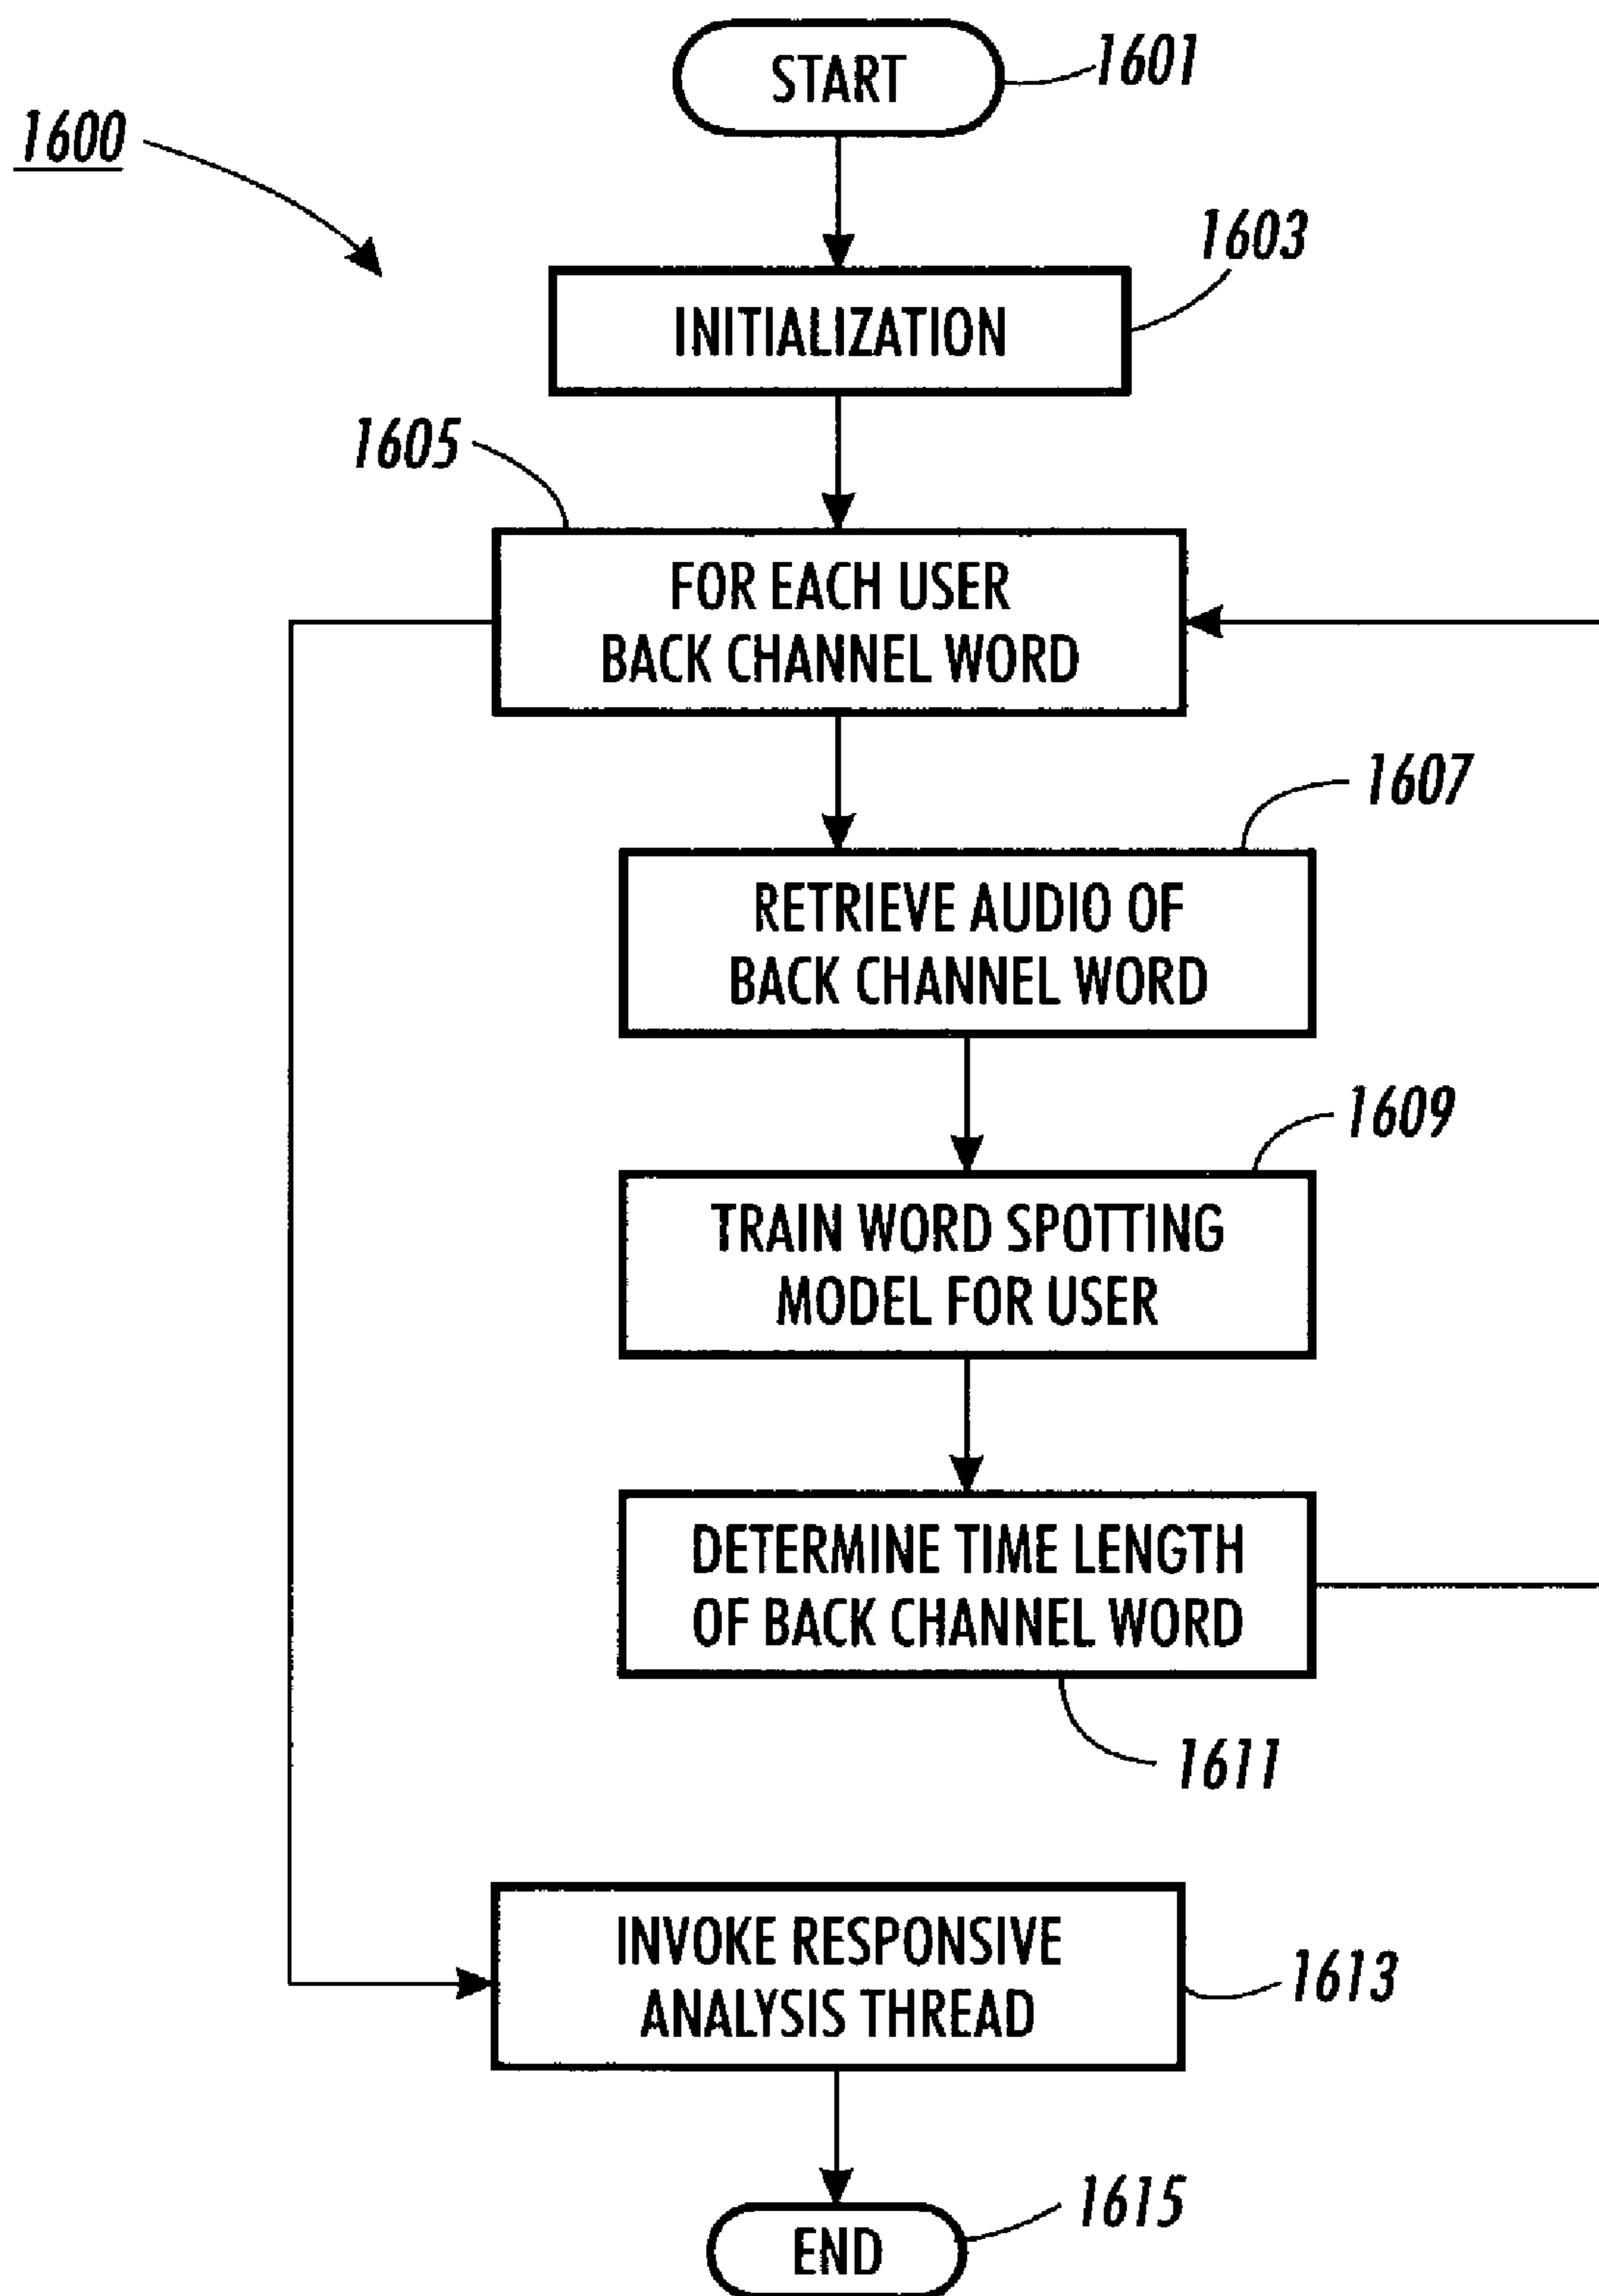 START
1601
1600
1603
INITIALIZATION
1605
FOR EACH USER
BACK CHANNEL WORD
1607
RETRIEVE AUDIO OF
BACK CHANNEL WORD
1609
TRAIN WORD SPOTTING
MODEL FOR USER
DETERMINE TIME LENGTH
OF BACK CHANNEL WORD
1611
INVOKE RESPONSIVE
ANALYSIS THREAD
1613
1615
END